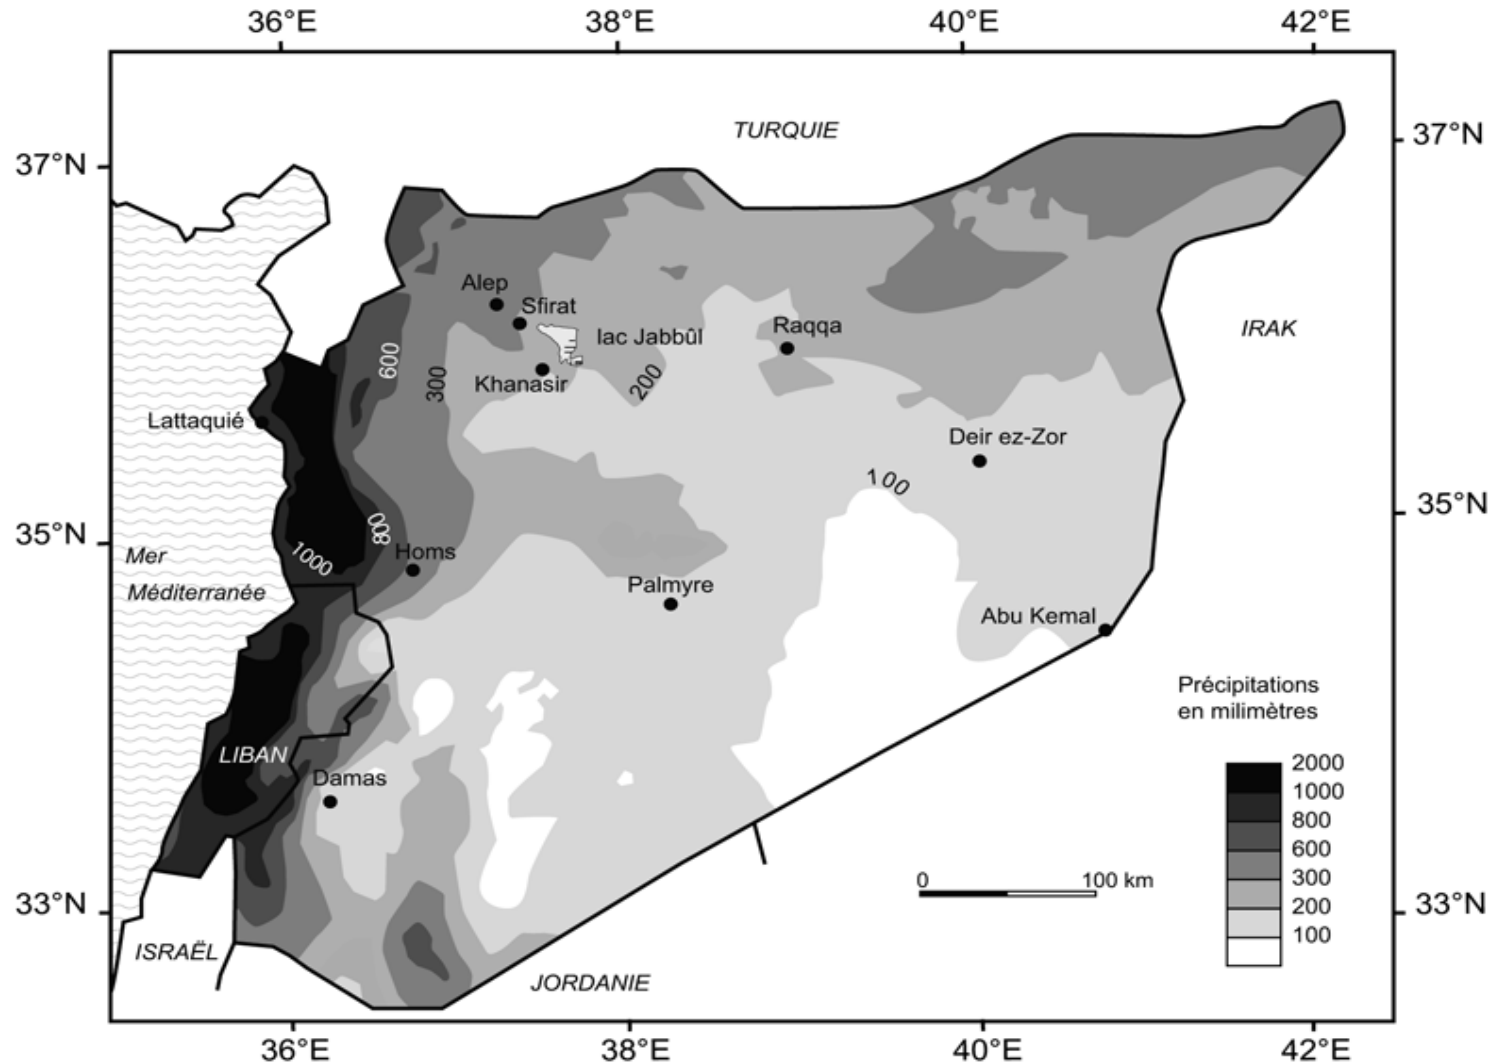 36°E
38°E
40°E
42°E
TURQUIE
37°N
37°N
Alep
Sfirat
lac Jabbûl
Raqqa
IRAK
600
300
200
Khanasir
Lattaquié
Deir ez-Zor
100
35°N
35°N
800
1000
Homs
Mer
Méditerranée
Palmyre
Abu Kemal
Précipitations
en milimètres
LIBAN
Damas
2000
1000
800
600
300
200
100
0 100 km
33°N
33°N
ISRAËL
JORDANIE
36°E
38°E
40°E
42°E